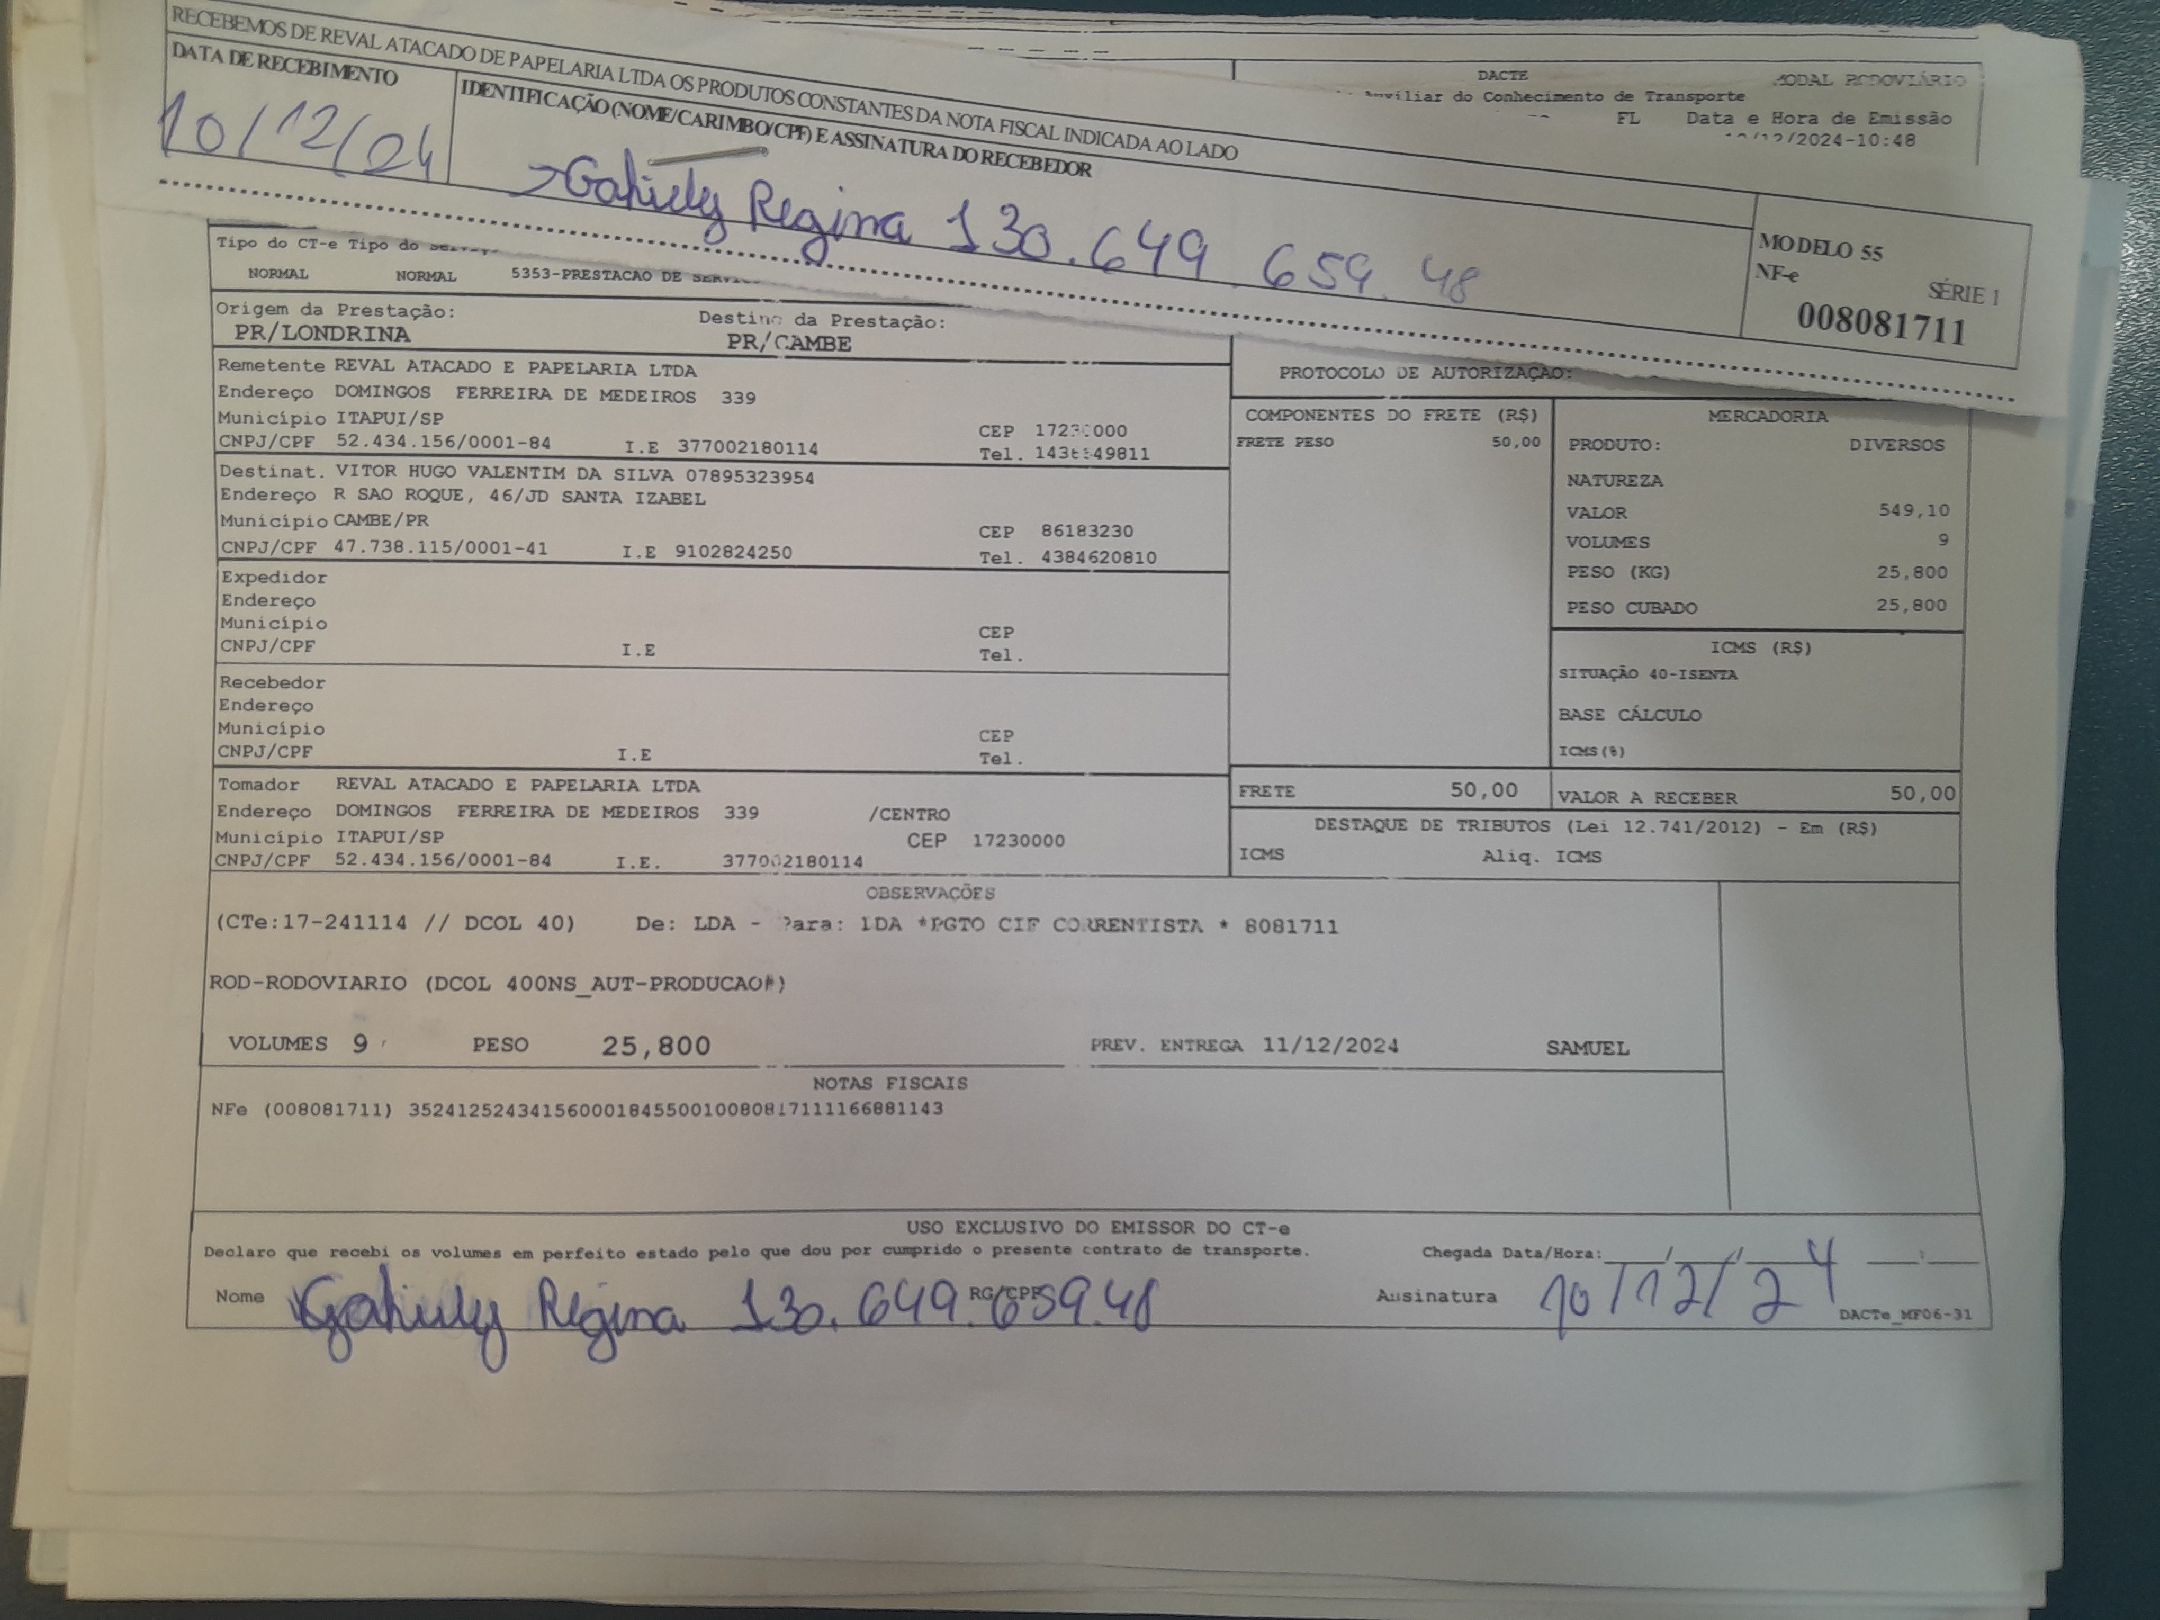 RECEBEMOS DE REVAL ATACADO DE PAPELARIA LTDA OS PRODUTOS CONSTANTES DA NOTA FISCAL INDICADA AO LADO
DATA DE RECEBIMENTO
10/12/24
IDENTIFICAÇÃO (NOME/CARIMBO/CPF) E ASSINATURA DO RECEBEDOR
Regina 130.649.659.48
MODELO 55
NF-e SÉRIE 1
008081711
DACTE MODAL RODOVIÁRIO
Auxiliar do Conhecimento de Transporte
FL Data e Hora de Emissão
/2024-10:48
Tipo do CT-e Tipo do
NORMAL NORMAL 5353-PRESTACAO DE
Origem da Prestação: Destino da Prestação:
PR/LONDRINA PR/CAMBE
Remetente REVAL ATACADO E PAPELARIA LTDA
Endereço DOMINGOS FERREIRA DE MEDEIROS 339
Município ITAPUI/SP CEP 17230000
CNPJ/CPF 52.434.156/0001-84 I.E 377002180114 Tel.
Destinat. VITOR HUGO VALENTIM DA SILVA 07895323954
Endereço R SAO ROQUE, 46/JD SANTA IZABEL
Município CAMBE/PR CEP 86183230
CNPJ/CPF 47.738.115/0001-41 I.E 9102824250 Tel. 4384620810
Expedidor
Endereço
Município CEP
CNPJ/CPF I.E Tel.
Recebedor
Endereço
Município CEP
CNPJ/CPF I.E Tel.
Tomador REVAL ATACADO E PAPELARIA LTDA
Endereço DOMINGOS FERREIRA DE MEDEIROS 339 /CENTRO
Município ITAPUI/SP CEP 17230000
CNPJ/CPF 52.434.156/0001-84 I.E. 377002180114
PROTOCOLO DE AUTORIZAÇÃO:
COMPONENTES DO FRETE (R$)
FRETE PESO 50,00
MERCADORIA
PRODUTO: DIVERSOS
NATUREZA
VALOR 549,10
VOLUMES 9
PESO (KG) 25,800
PESO CUBADO 25,800
ICMS (R$)
SITUAÇÃO 40-ISENTA
BASE CÁLCULO
ICMS(%)
FRETE 50,00 VALOR A RECEBER 50,00
DESTAQUE DE TRIBUTOS (Lei 12.741/2012) - Em (R$)
ICMS Aliq. ICMS
OBSERVAÇÕES
(CTe:17-241114 // DCOL 40) De: LDA - Para: LDA *PGTO CIF CORRENTISTA * 8081711
ROD-RODOVIARIO (DCOL 400NS_AUT-PRODUCAO#)
VOLUMES 9 PESO 25,800 PREV. ENTREGA 11/12/2024 SAMUEL
NOTAS FISCAIS
NFe (008081711) 35241252434156000184550010080817111166881143
USO EXCLUSIVO DO EMISSOR DO CT-e
Declaro que recebi os volumes em perfeito estado pelo que dou por cumprido o presente contrato de transporte. Chegada Data/Hora: __/__/__ __:__
Nome Regina 130.649.659.48 RG/CPF Assinatura 10/12/24
DACTe_MF06-31